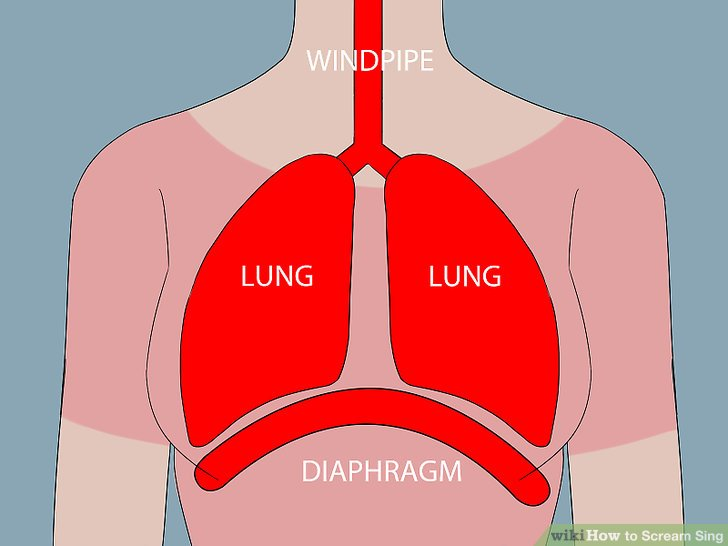 WINDPIPE
LUNG LUNG
DIAPHRAGM
wikiHow to Scream Sing